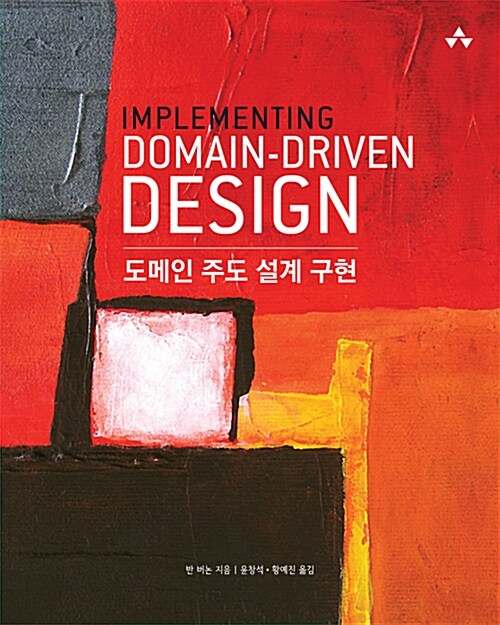 IMPLEMENTING
DOMAIN-DRIVEN
DESIGN
도메인 주도 설계 구현
반 버논 지음 | 윤창석 • 황예진 옮김